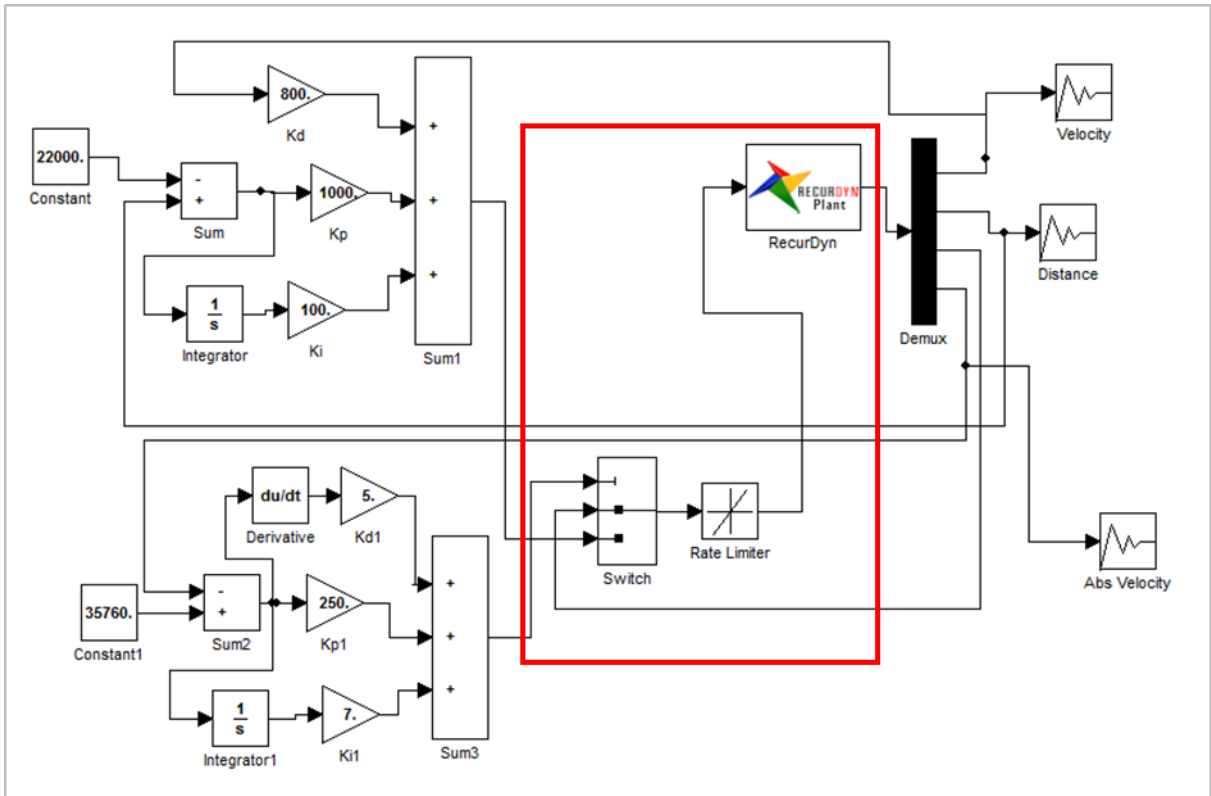 800.
Kd
Velocity
22000.
Constant
-
+
Sum
1000.
Kp
+
+
+
RECURDYN
Plant
RecurDyn
Distance
1
s
Integrator
100.
Ki
Sum1
Demux
du/dt
Derivative
5.
Kd1
Switch
Rate Limiter
Abs Velocity
35760.
Constant1
-
+
Sum2
250.
Kp1
+
+
+
1
s
Integrator1
7.
Ki1
Sum3